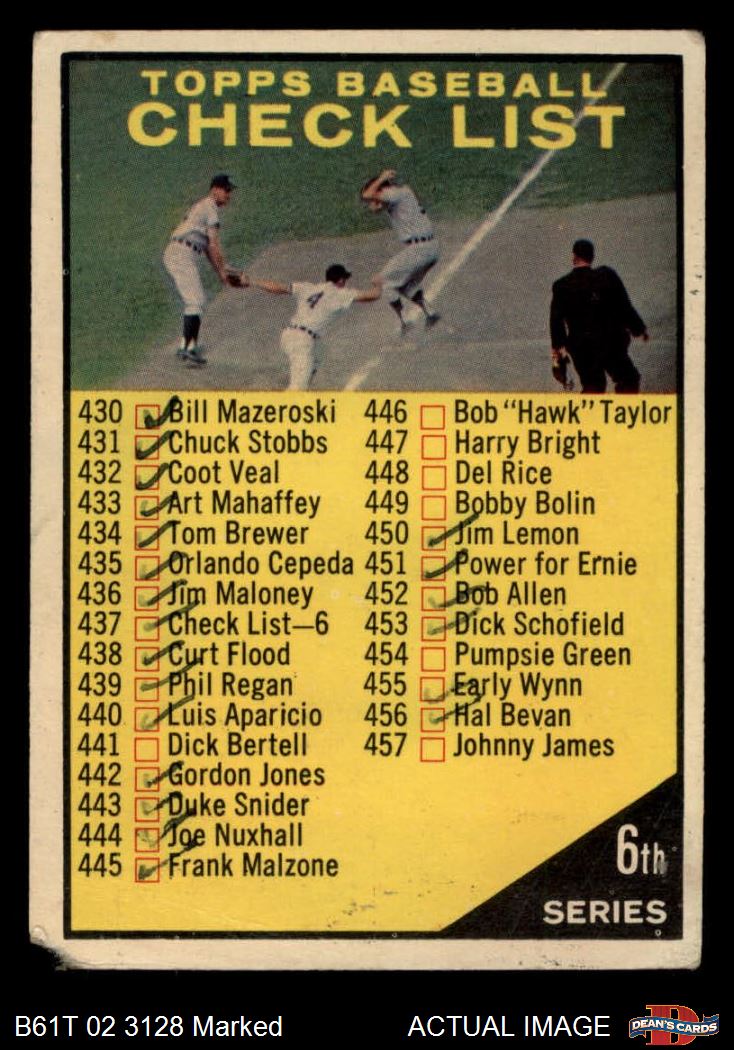 TOPPS BASEBALL
CHECK LIST
4
430 Bill Mazeroski
431 Chuck Stobbs
432 Coot Veal
433 Art Mahaffey
434 Tom Brewer
435 Orlando Cepeda
436 Jim Maloney
437 Check List—6
438 Curt Flood
439 Phil Regan
440 Luis Aparicio
441 Dick Bertell
442 Gordon Jones
443 Duke Snider
444 Joe Nuxhall
445 Frank Malzone
446 Bob "Hawk" Taylor
447 Harry Bright
448 Del Rice
449 Bobby Bolin
450 Jim Lemon
451 Power for Ernie
452 Bob Allen
453 Dick Schofield
454 Pumpsie Green
455 Early Wynn
456 Hal Bevan
457 Johnny James
6th
SERIES
B61T 02 3128 Marked
ACTUAL IMAGE
DEAN'S CARDS